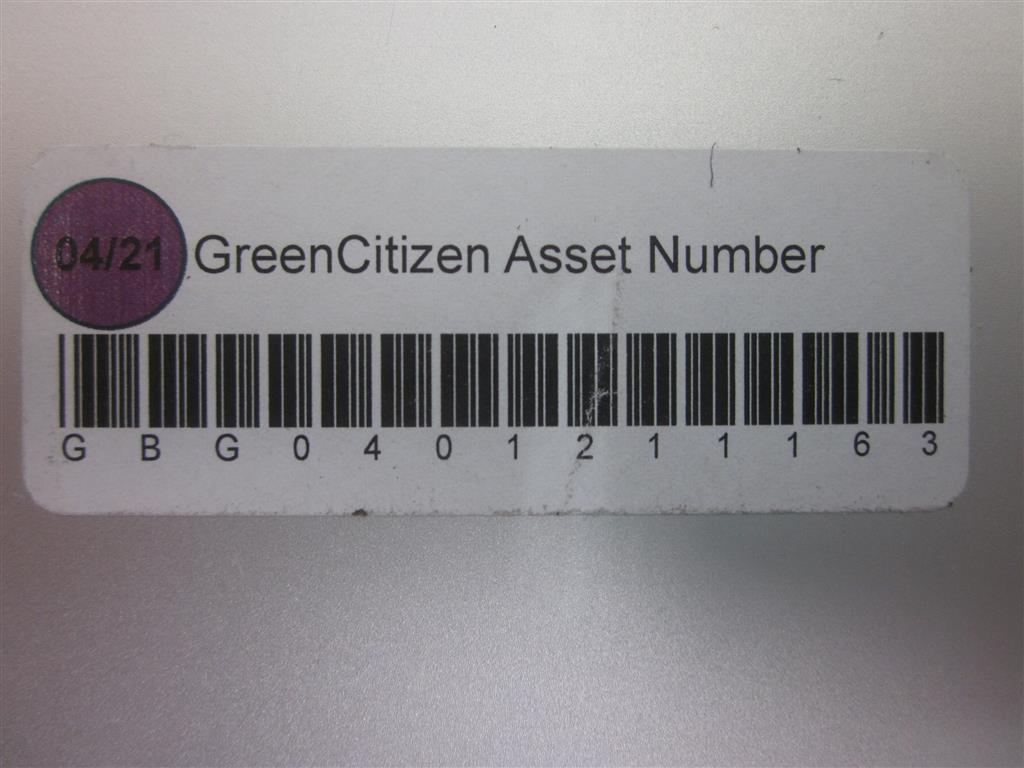 04/21 GreenCitizen Asset Number
G B G 0 4 0 1 2 1 1 1 6 3